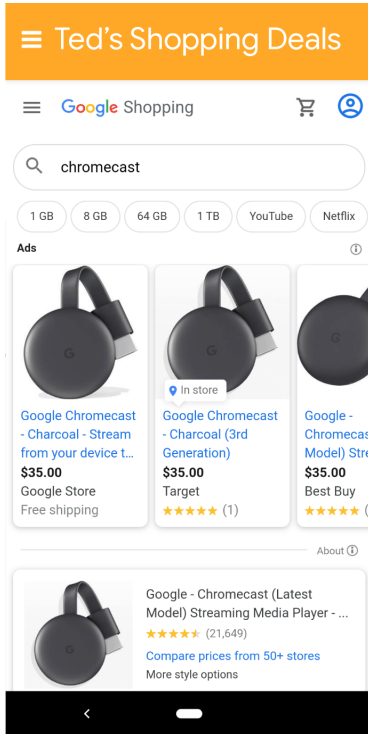 Ted's Shopping Deals
Google Shopping
chromecast
1 GB 8 GB 64 GB 1 TB YouTube Netflix
Ads
In store
Google Chromecast
- Charcoal - Stream
from your device t...
$35.00
Google Store
Free shipping
Google Chromecast
- Charcoal (3rd
Generation)
$35.00
Target
(1)
Google -
Chromecas
Model) Stre
$35.00
Best Buy
(
About
Google - Chromecast (Latest
Model) Streaming Media Player - ...
(21,649)
Compare prices from 50+ stores
More style options